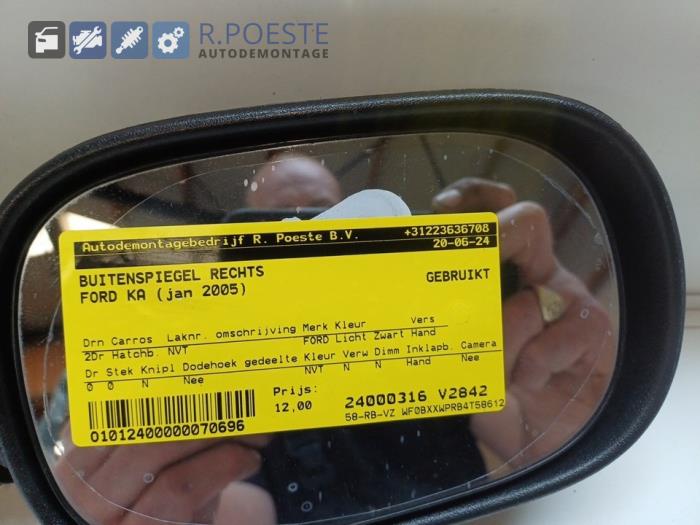 R.POESTE
AUTODEMONTAGE
Autodemontagebedrijf R. Poeste B.V. +31223636708
20-06-24
BUITENSPIEGEL RECHTS GEBRUIKT
FORD KA (jan 2005)
Drn Carros Laknr. omschrijving Merk Kleur Vers
2Dr Hatchb. NVT FORD Licht Zwart Hand
Dr Stek Knipl Dodehoek gedeelte Kleur Verw Dimm Inklapb. Camera
0 0 N Nee NVT N N Hand Nee
Prijs:
12,00
24000316 V2842
O1012400000070696
58-RB-VZ WF0BXXWPRB4T58612